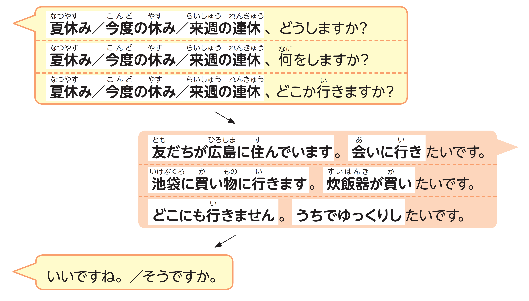 夏休み／今度の休み／来週の連休、どうしますか？
夏休み／今度の休み／来週の連休、何をしますか？
夏休み／今度の休み／来週の連休、どこか行きますか？
友だちが広島に住んでいます。会いに行きたいです。
池袋に買い物に行きます。炊飯器が買いたいです。
どこにも行きません。うちでゆっくりしたいです。
いいですね。／そうですか。